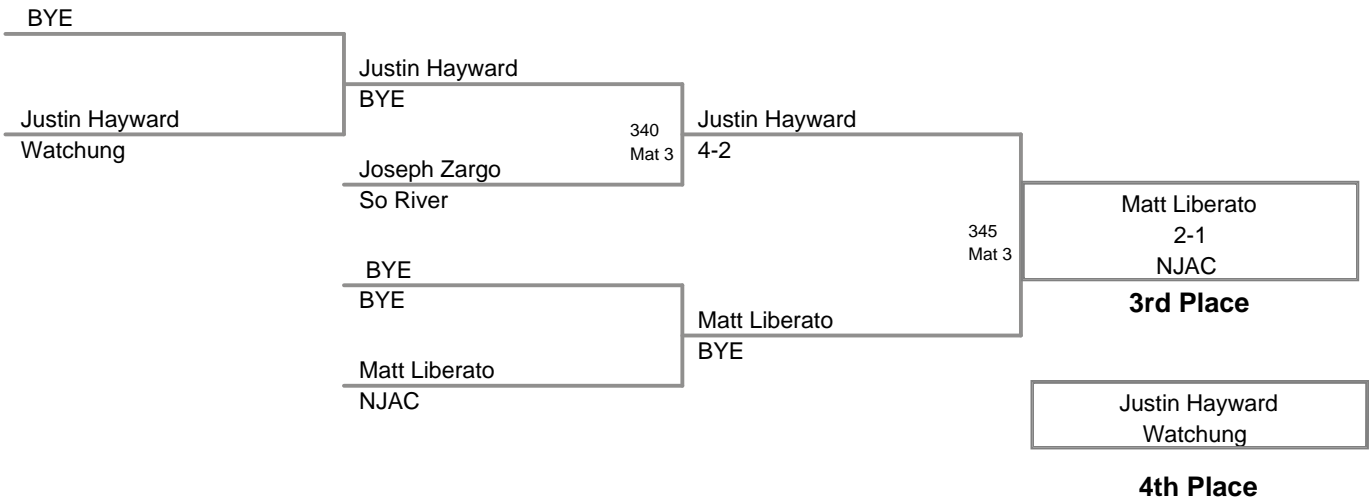 BYE
Justin Hayward
Watchung
Justin Hayward
BYE
340
Mat 3
Joseph Zargo
So River
BYE
BYE
Matt Liberato
NJAC
Justin Hayward
4-2
Matt Liberato
BYE
345
Mat 3
Matt Liberato
2-1
NJAC
3rd Place
Justin Hayward
Watchung
4th Place